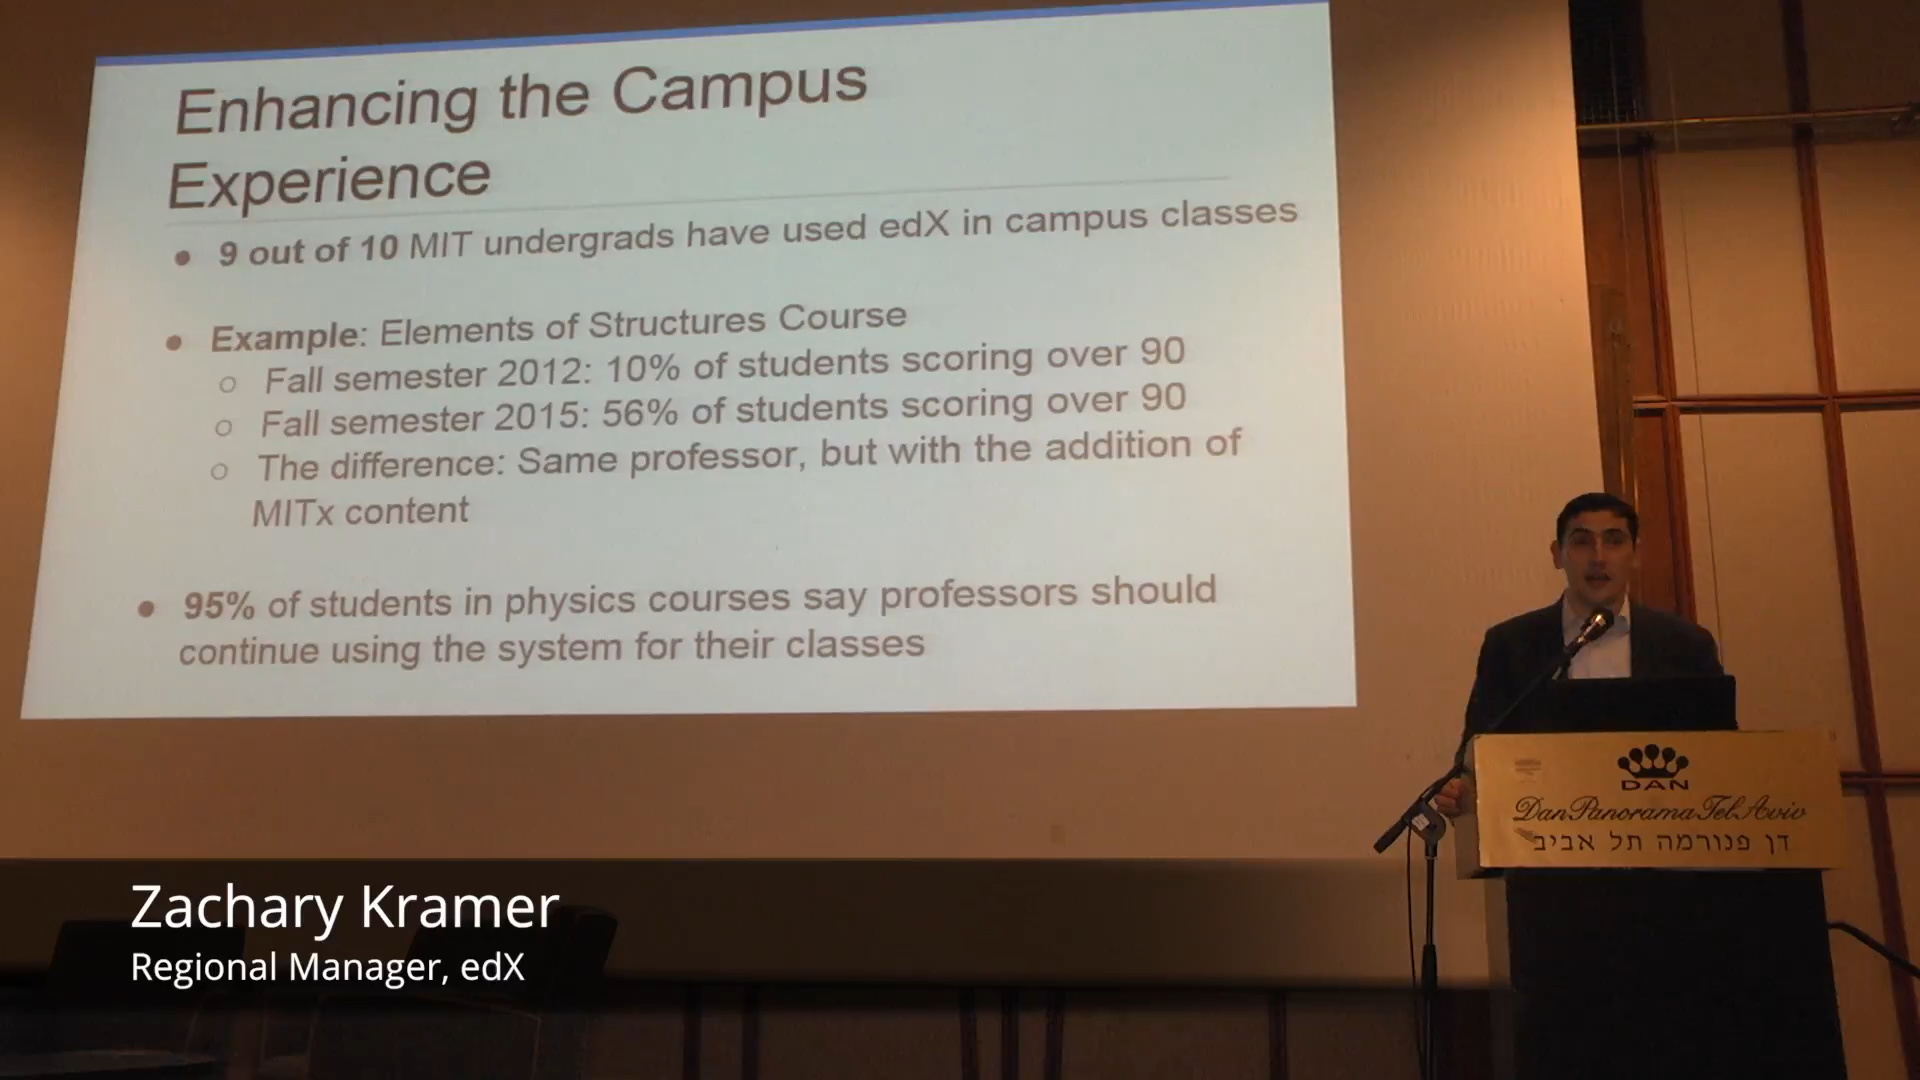 Enhancing the Campus
Experience
● 9 out of 10 MIT undergrads have used edX in campus classes
● Example: Elements of Structures Course
○ Fall semester 2012: 10% of students scoring over 90
○ Fall semester 2015: 56% of students scoring over 90
○ The difference: Same professor, but with the addition of
MITx content
● 95% of students in physics courses say professors should
continue using the system for their classes
DAN
Dan Panorama Tel Aviv
דן פנורמה תל אביב
Zachary Kramer
Regional Manager, edX